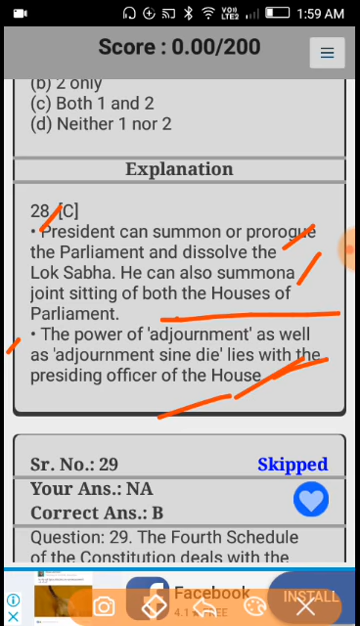 1:59 AM
Score : 0.00/200
(b) 2 only
(c) Both 1 and 2
(d) Neither 1 nor 2
Explanation
28. [C]
• President can summon or prorogue
the Parliament and dissolve the
Lok Sabha. He can also summona
joint sitting of both the Houses of
Parliament.
• The power of 'adjournment' as well
as 'adjournment sine die' lies with the
presiding officer of the House
Sr. No.: 29
Skipped
Your Ans.: NA
Correct Ans.: B
Question: 29. The Fourth Schedule
of the Constitution deals with the
Facebook
INSTALL